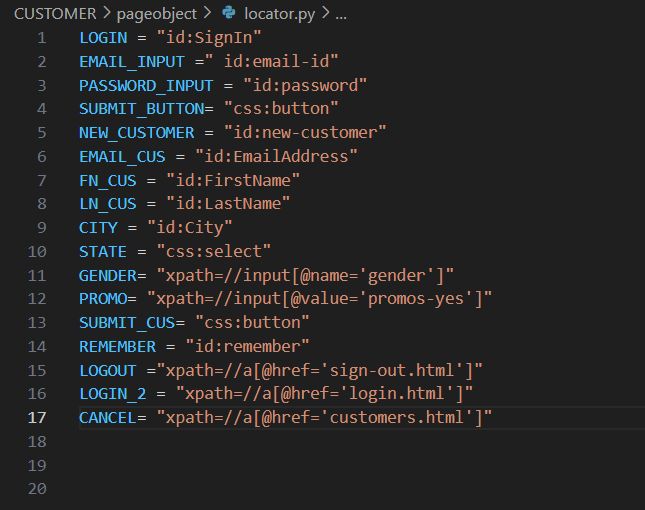 CUSTOMER > pageobject > locator.py > ...
1 LOGIN = "id:SignIn"
2 EMAIL_INPUT =" id:email-id"
3 PASSWORD_INPUT = "id:password"
4 SUBMIT_BUTTON= "css:button"
5 NEW_CUSTOMER = "id:new-customer"
6 EMAIL_CUS = "id:EmailAddress"
7 FN_CUS = "id:FirstName"
8 LN_CUS = "id:LastName"
9 CITY = "id:City"
10 STATE = "css:select"
11 GENDER= "xpath=//input[@name='gender']"
12 PROMO= "xpath=//input[@value='promos-yes']"
13 SUBMIT_CUS= "css:button"
14 REMEMBER = "id:remember"
15 LOGOUT ="xpath=//a[@href='sign-out.html']"
16 LOGIN_2 = "xpath=//a[@href='login.html']"
17 CANCEL= "xpath=//a[@href='customers.html']"
18
19
20